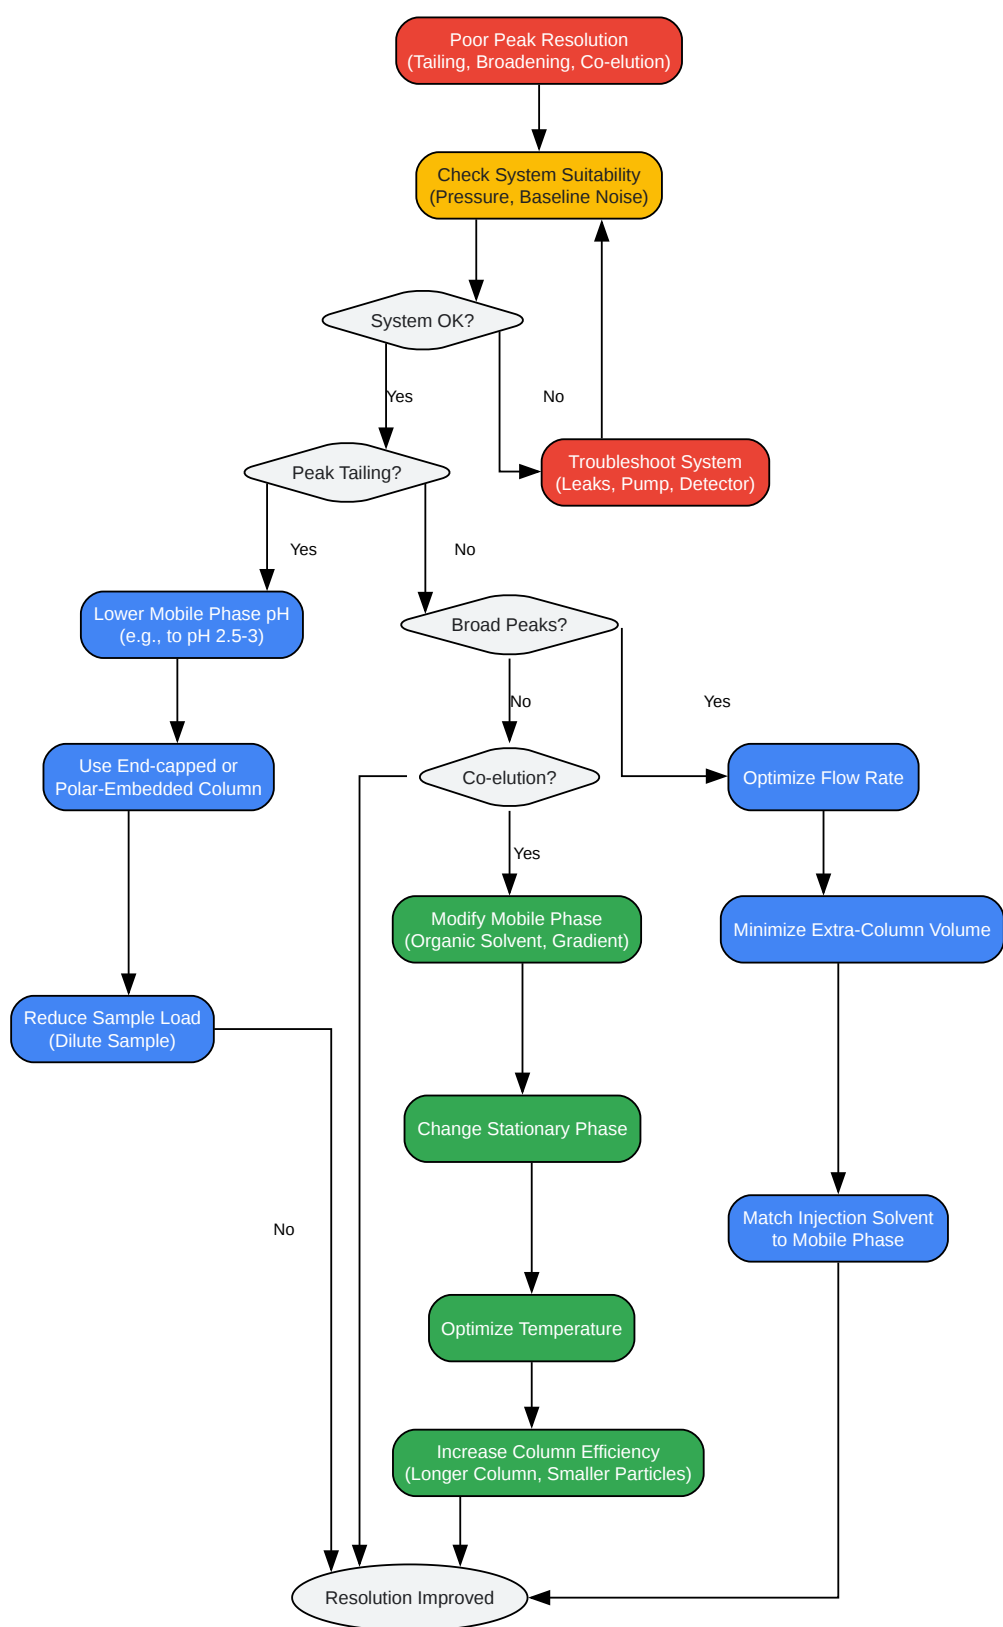 Poor Peak Resolution
(Tailing, Broadening, Co-elution)
Check System Suitability
(Pressure, Baseline Noise)
System OK?
Yes
No
Peak Tailing?
Troubleshoot System
(Leaks, Pump, Detector)
Yes
No
Lower Mobile Phase pH
(e.g., to pH 2.5-3)
Broad Peaks?
No
Yes
Use End-capped or
Polar-Embedded Column
Co-elution?
Optimize Flow Rate
Yes
Modify Mobile Phase
(Organic Solvent, Gradient)
Minimize Extra-Column Volume
Reduce Sample Load
(Dilute Sample)
Change Stationary Phase
No
Match Injection Solvent
to Mobile Phase
Optimize Temperature
Increase Column Efficiency
(Longer Column, Smaller Particles)
Resolution Improved